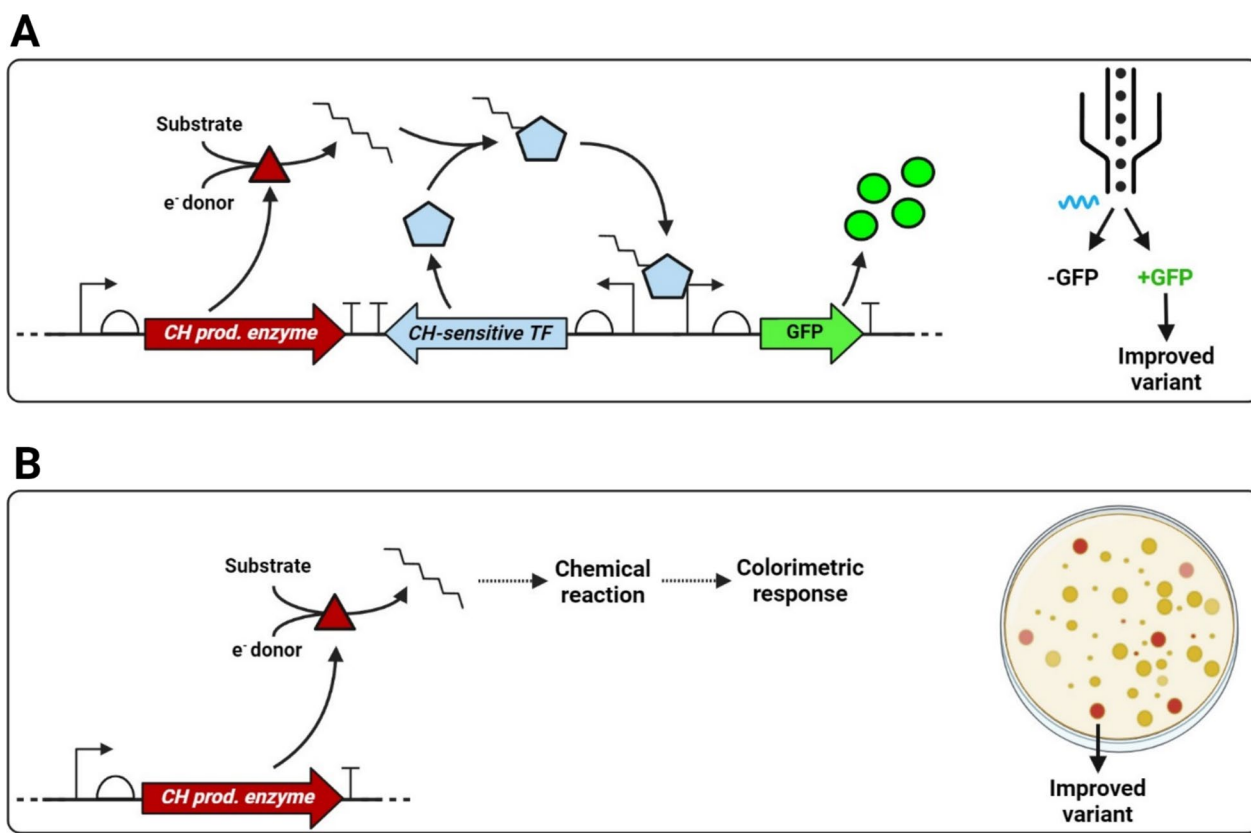 A
Substrate
e- donor
CH prod. enzyme
CH-sensitive TF
GFP
-GFP
+GFP
Improved
variant
B
Substrate
e- donor
Chemical
reaction
Colorimetric
response
CH prod. enzyme
Improved
variant